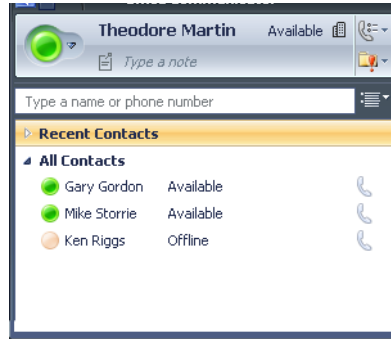 Theodore Martin Available
Type a note
Type a name or phone number
Recent Contacts
All Contacts
Gary Gordon Available
Mike Storrie Available
Ken Riggs Offline